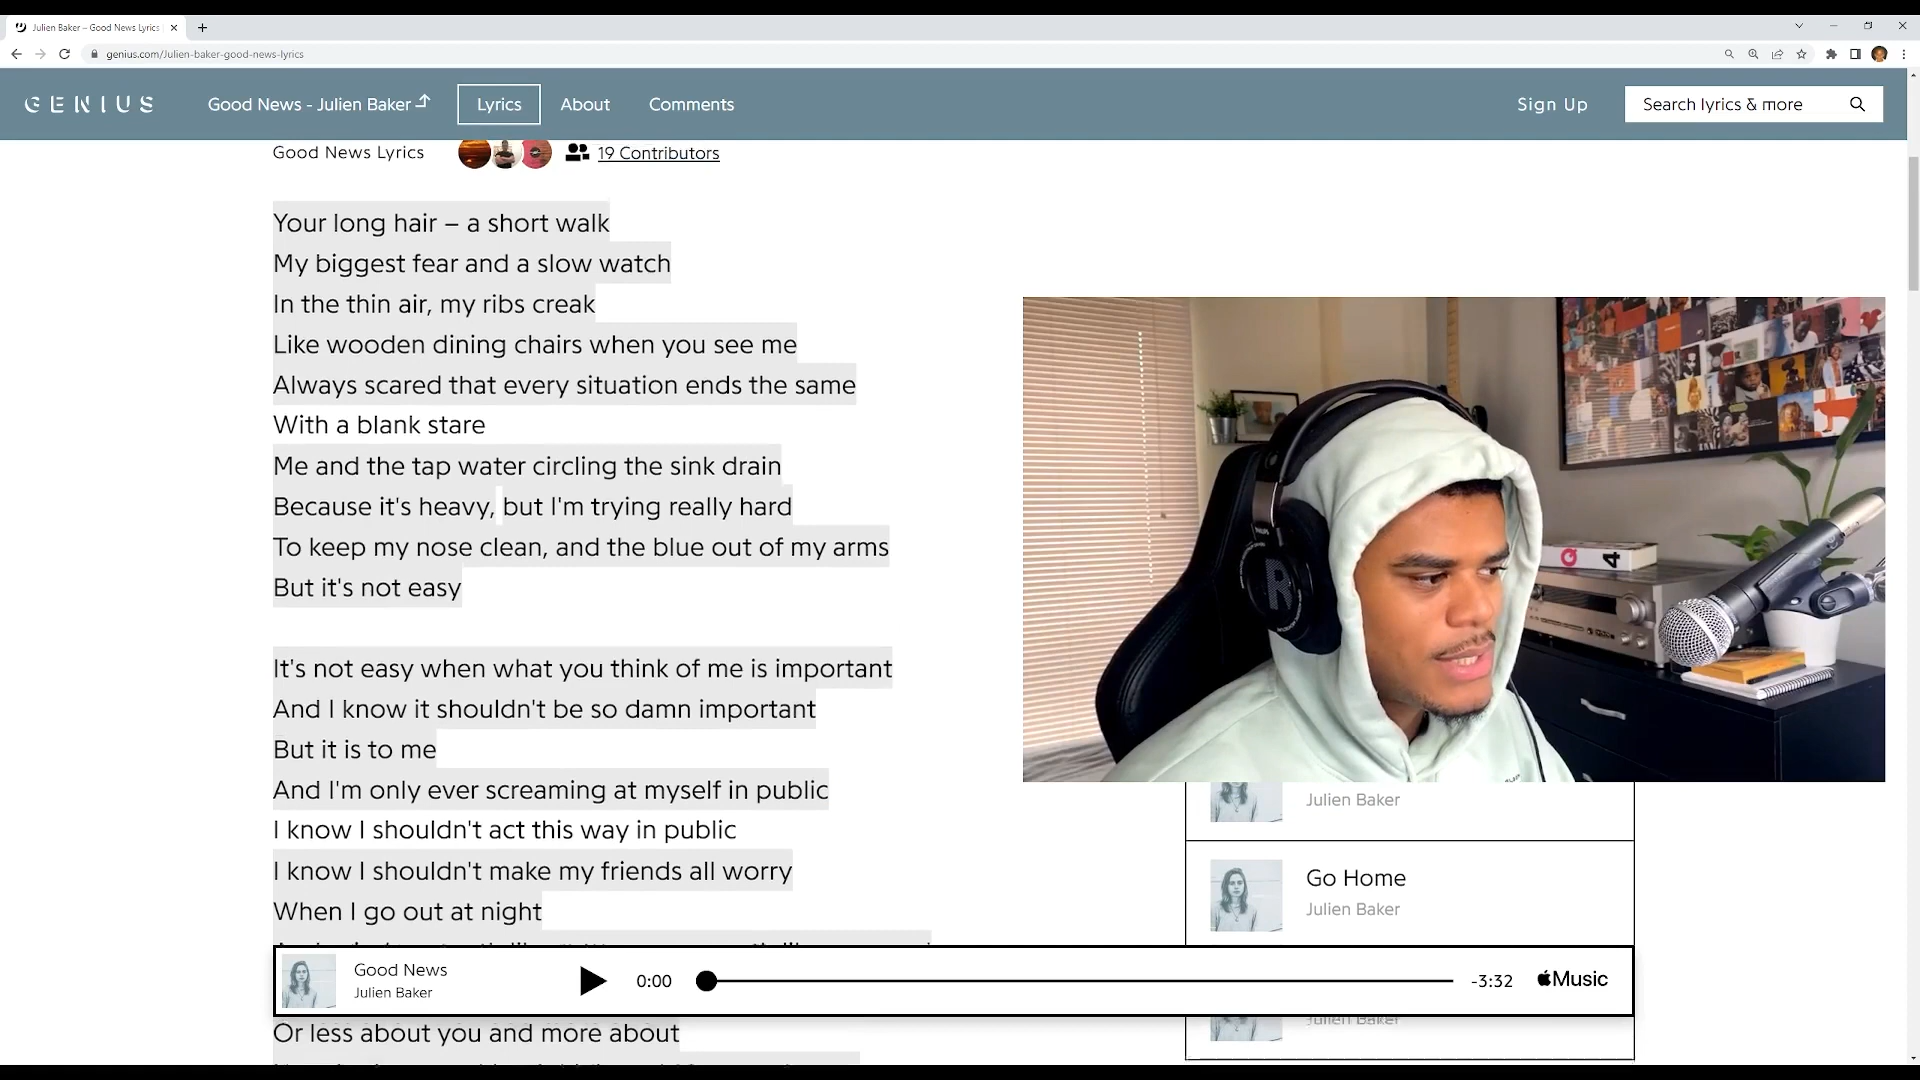 Julien Baker – Good News Lyrics
genius.com/Julien-baker-good-news-lyrics
GENIUS
Good News - Julien Baker
Lyrics
About
Comments
Sign Up
Search lyrics & more
Good News Lyrics
19 Contributors
Your long hair – a short walk
My biggest fear and a slow watch
In the thin air, my ribs creak
Like wooden dining chairs when you see me
Always scared that every situation ends the same
With a blank stare
Me and the tap water circling the sink drain
Because it's heavy, but I'm trying really hard
To keep my nose clean, and the blue out of my arms
But it's not easy
It's not easy when what you think of me is important
And I know it shouldn't be so damn important
But it is to me
And I'm only ever screaming at myself in public
I know I shouldn't act this way in public
I know I shouldn't make my friends all worry
When I go out at night
Or less about you and more about
R
4
Julien Baker
Go Home
Julien Baker
Julien Baker
Good News
Julien Baker
0:00
-3:32
Music